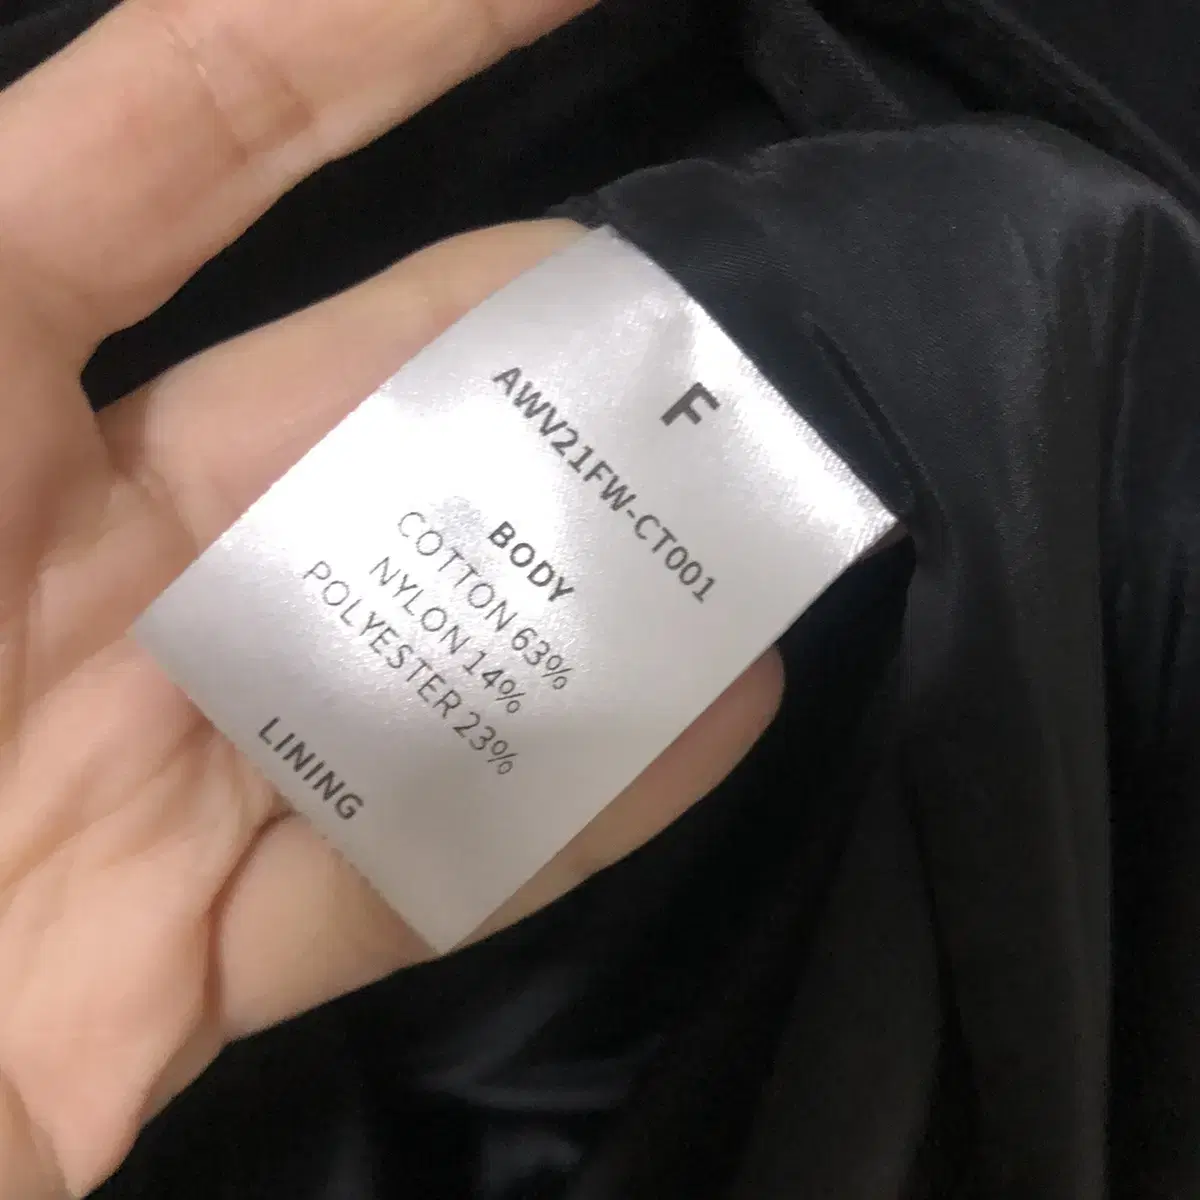 F
AWV21FW-CT001
BODY
COTTON 63%
NYLON 14%
POLYESTER 23%
LINING